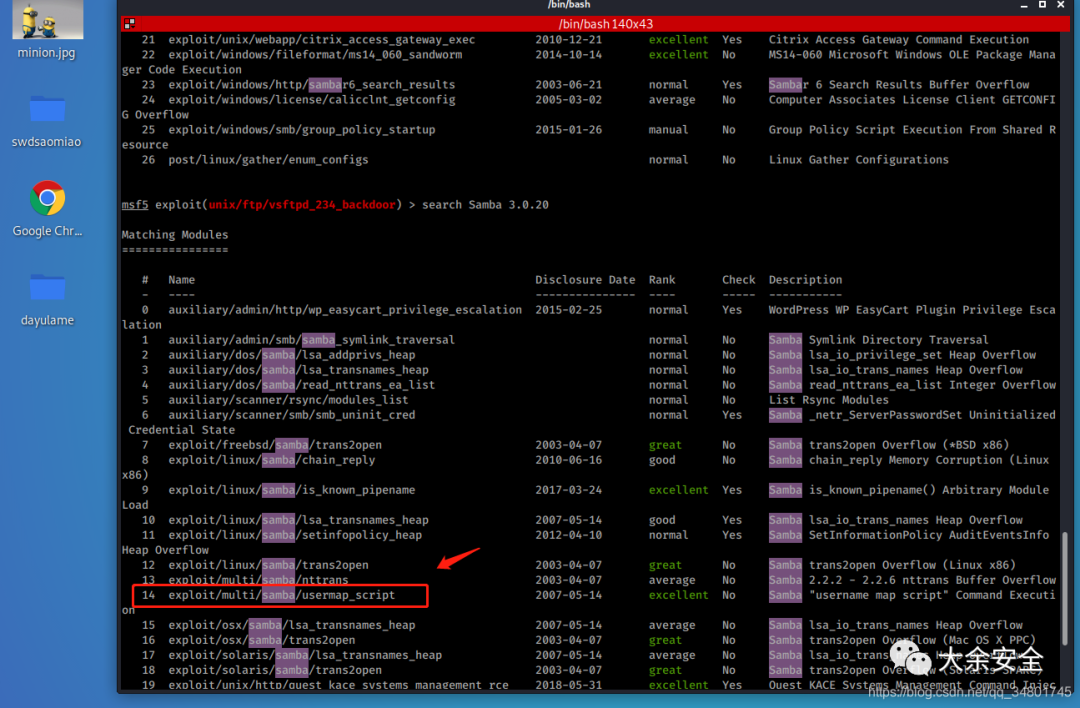 /bin/bash
/bin/bash 140x43
minion.jpg
swdsaomiao
Google Chr...
dayulame
21 exploit/unix/webapp/citrix_access_gateway_exec 2010-12-21 excellent Yes Citrix Access Gateway Command Execution
22 exploit/windows/fileformat/ms14_060_sandworm 2014-10-14 excellent No MS14-060 Microsoft Windows OLE Package Mana
ger Code Execution
23 exploit/windows/http/sambar6_search_results 2003-06-21 normal Yes Sambar 6 Search Results Buffer Overflow
24 exploit/windows/license/calicclnt_getconfig 2005-03-02 average No Computer Associates License Client GETCONFI
G Overflow
25 exploit/windows/smb/group_policy_startup 2015-01-26 manual No Group Policy Script Execution From Shared R
esource
26 post/linux/gather/enum_configs normal No Linux Gather Configurations
msf5 exploit(unix/ftp/vsftpd_234_backdoor) > search Samba 3.0.20
Matching Modules
================
# Name Disclosure Date Rank Check Description
- ---- --------------- ---- ----- -----------
0 auxiliary/admin/http/wp_easycart_privilege_escalation 2015-02-25 normal Yes WordPress WP EasyCart Plugin Privilege Esca
lation
1 auxiliary/admin/smb/samba_symlink_traversal normal No Samba Symlink Directory Traversal
2 auxiliary/dos/samba/lsa_addprivs_heap normal No Samba lsa_io_privilege_set Heap Overflow
3 auxiliary/dos/samba/lsa_transnames_heap normal No Samba lsa_io_trans_names Heap Overflow
4 auxiliary/dos/samba/read_nttrans_ea_list normal No Samba read_nttrans_ea_list Integer Overflow
5 auxiliary/scanner/rsync/modules_list normal No List Rsync Modules
6 auxiliary/scanner/smb/smb_uninit_cred normal Yes Samba _netr_ServerPasswordSet Uninitialized
Credential State
7 exploit/freebsd/samba/trans2open 2003-04-07 great No Samba trans2open Overflow (*BSD x86)
8 exploit/linux/samba/chain_reply 2010-06-16 good No Samba chain_reply Memory Corruption (Linux
x86)
9 exploit/linux/samba/is_known_pipename 2017-03-24 excellent Yes Samba is_known_pipename() Arbitrary Module
Load
10 exploit/linux/samba/lsa_transnames_heap 2007-05-14 good Yes Samba lsa_io_trans_names Heap Overflow
11 exploit/linux/samba/setinfopolicy_heap 2012-04-10 normal Yes Samba SetInformationPolicy AuditEventsInfo
Heap Overflow
12 exploit/linux/samba/trans2open 2003-04-07 great No Samba trans2open Overflow (Linux x86)
13 exploit/multi/samba/nttrans 2003-04-07 average No Samba 2.2.2 - 2.2.6 nttrans Buffer Overflow
14 exploit/multi/samba/usermap_script 2007-05-14 excellent No Samba "username map script" Command Executi
on
15 exploit/osx/samba/lsa_transnames_heap 2007-05-14 average No Samba lsa_io_trans_names Heap Overflow
16 exploit/osx/samba/trans2open 2003-04-07 great No Samba trans2open Overflow (Mac OS X PPC)
17 exploit/solaris/samba/lsa_transnames_heap 2007-05-14 average No Samba lsa_io_trans_names Heap Overflow
18 exploit/solaris/samba/trans2open 2003-04-07 great No Samba trans2open Overflow (Solaris SPARC)
19 exploit/unix/http/quest_kace_systems_management_rce 2018-05-31 excellent Yes Quest KACE Systems Management Command Injec
大余安全
https://blog.csdn.net/qq_34801745